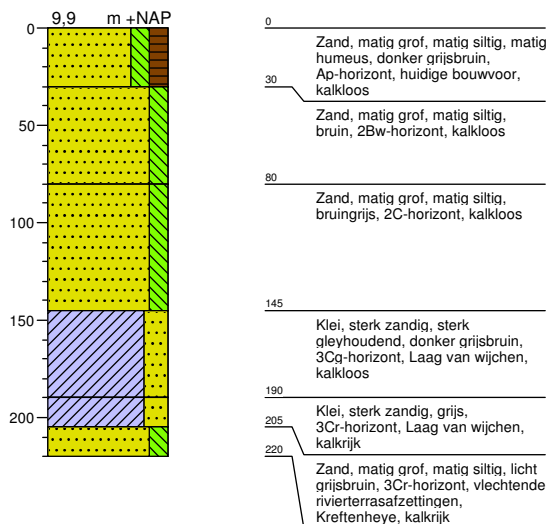 9,9 m +NAP
0
50
100
150
200
0
Zand, matig grof, matig siltig, matig
humeus, donker grijsbruin,
Ap-horizont, huidige bouwvoor,
kalkloos
30
Zand, matig grof, matig siltig,
bruin, 2Bw-horizont, kalkloos
80
Zand, matig grof, matig siltig,
bruingrijs, 2C-horizont, kalkloos
145
Klei, sterk zandig, sterk
gleyhoudend, donker grijsbruin,
3Cg-horizont, Laag van wijchen,
kalkloos
190
Klei, sterk zandig, grijs,
3Cr-horizont, Laag van wijchen,
kalkrijk
205
220
Zand, matig grof, matig siltig, licht
grijsbruin, 3Cr-horizont, vlechtende
rivierterrasafzettingen,
Kreftenheye, kalkrijk